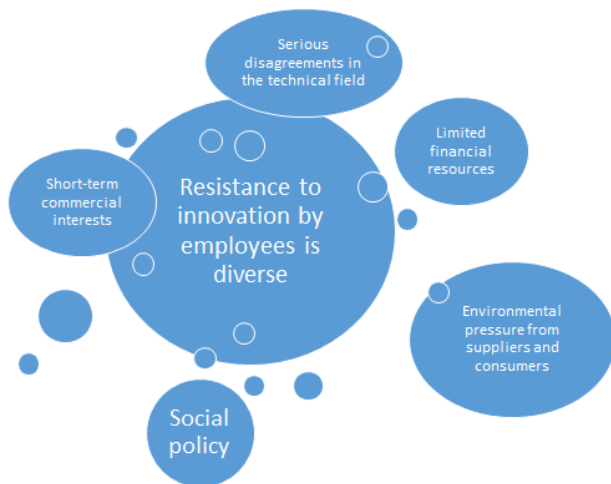 Serious
disagreements in
the technical field
Limited
financial
resources
Short-term
commercial
interests
Resistance to
innovation by
employees is
diverse
Environmental
pressure from
suppliers and
consumers
Social
policy